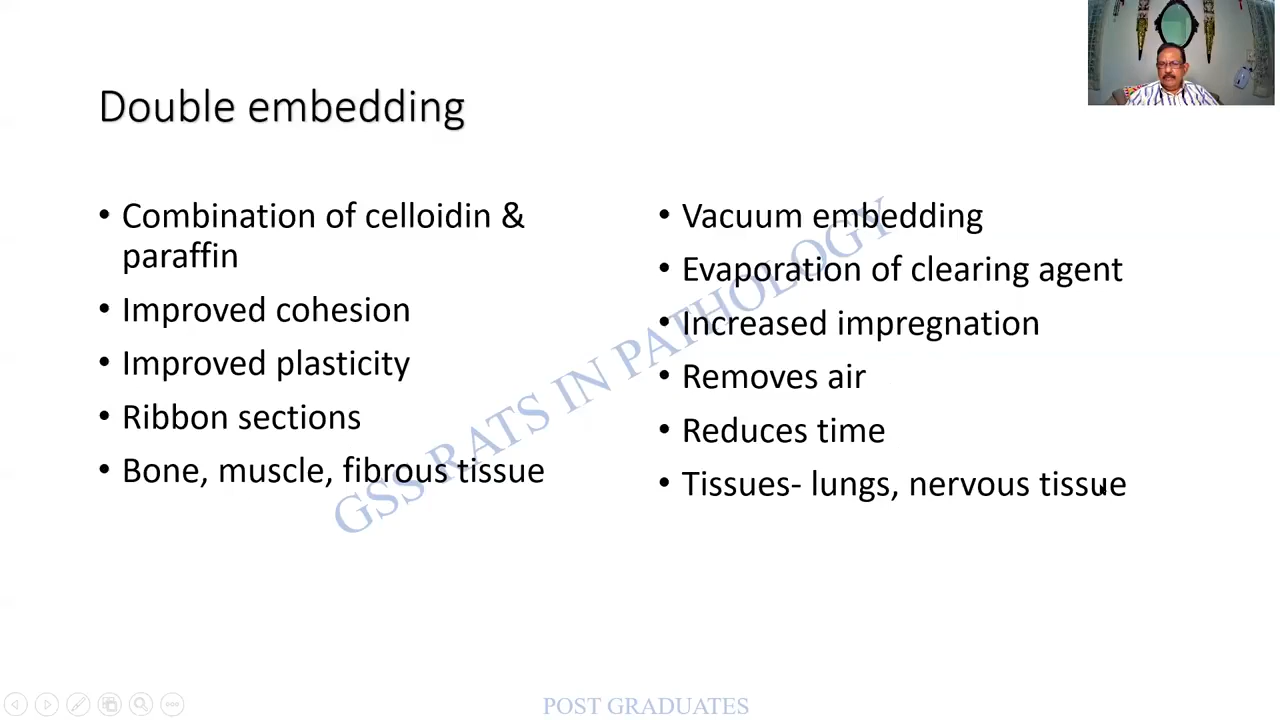 Double embedding
• Combination of celloidin &
paraffin
• Improved cohesion
• Improved plasticity
• Ribbon sections
• Bone, muscle, fibrous tissue
• Vacuum embedding
• Evaporation of clearing agent
• Increased impregnation
• Removes air
• Reduces time
• Tissues- lungs, nervous tissue
GSS RATS IN PATHOLOGY
POST GRADUATES